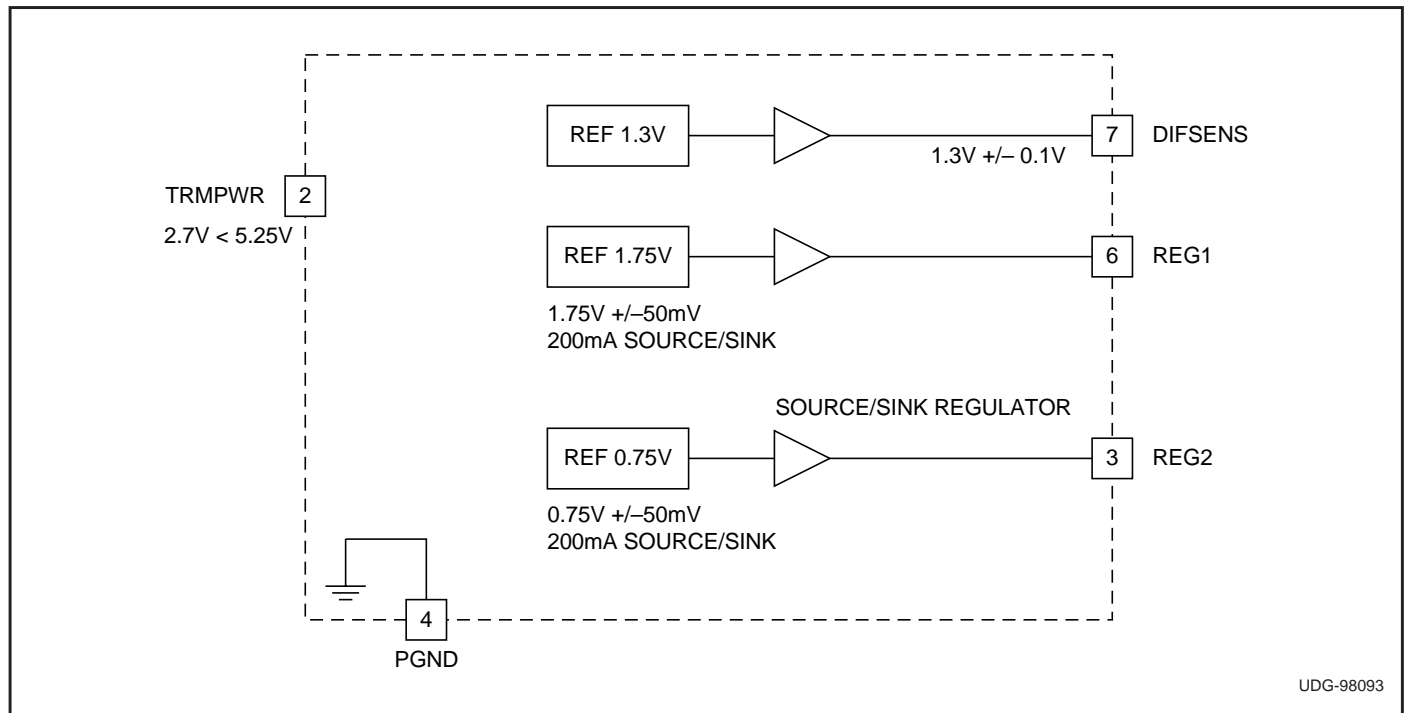 REF 1.3V
7
DIFSENS
1.3V +/– 0.1V
TRMPWR
2
2.7V < 5.25V
REF 1.75V
6
REG1
1.75V +/–50mV
200mA SOURCE/SINK
SOURCE/SINK REGULATOR
REF 0.75V
3
REG2
0.75V +/–50mV
200mA SOURCE/SINK
4
PGND
UDG-98093